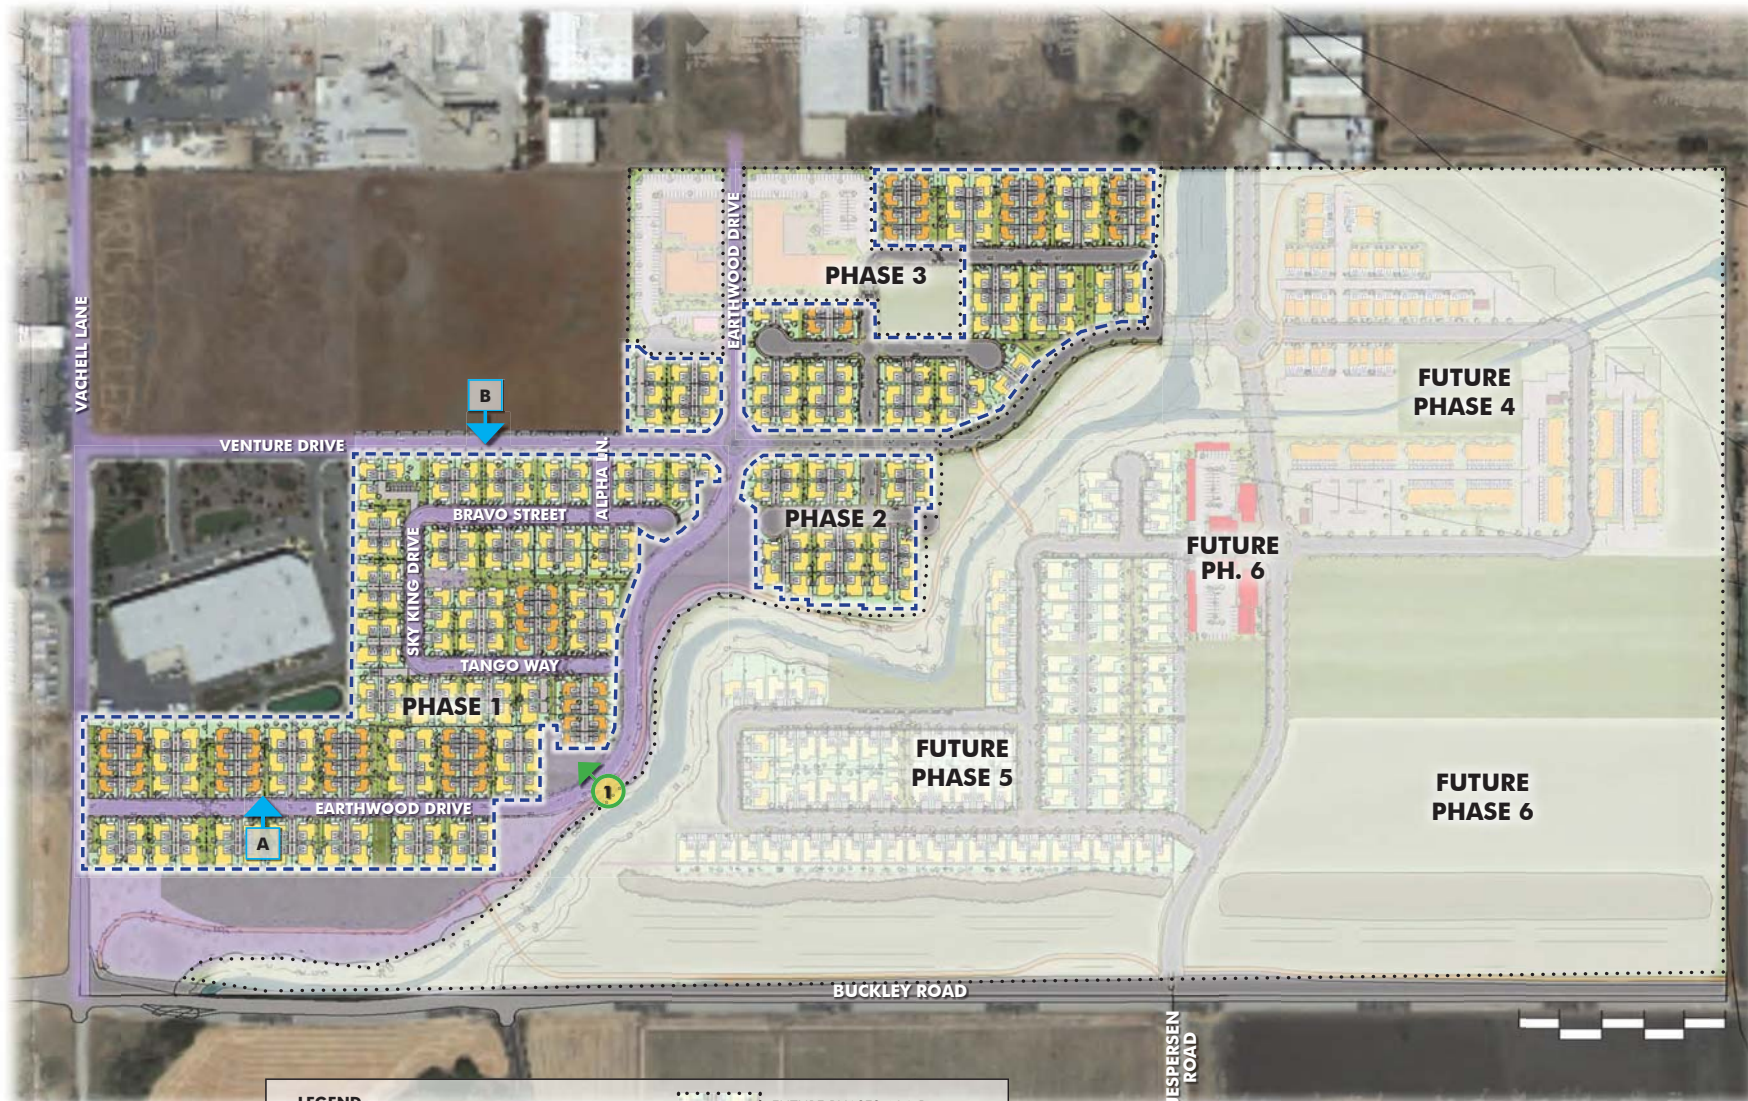 EARTHWOOD DRIVE
PHASE 3
VACHELL LANE
FUTURE
PHASE 4
B
VENTURE DRIVE
ALPHA LN.
BRAVO STREET
PHASE 2
SKY KING DRIVE
FUTURE
PH. 6
TANGO WAY
PHASE 1
FUTURE
PHASE 5
FUTURE
PHASE 6
1
EARTHWOOD DRIVE
A
BUCKLEY ROAD
JESPERSEN
ROAD
LEGEND